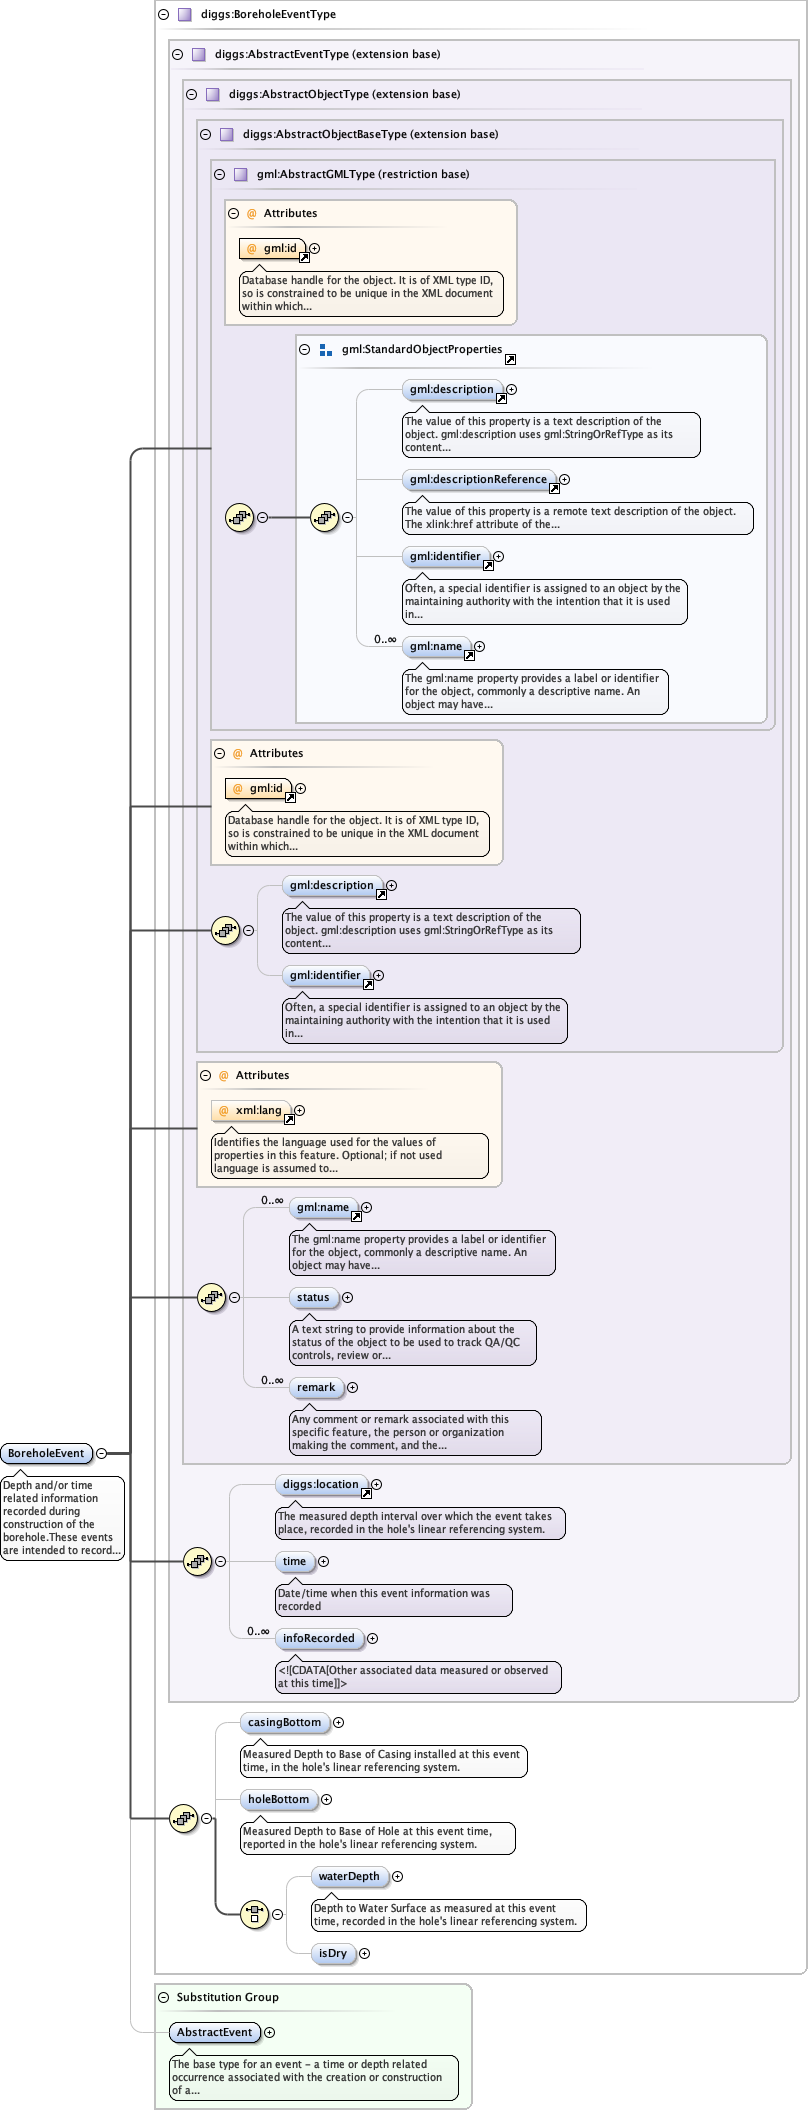 diggs:BoreholeEventType
diggs:AbstractEventType (extension base)
diggs:AbstractObjectType (extension base)
diggs:AbstractObjectBaseType (extension base)
gml:AbstractGMLType (restriction base)
@ Attributes
@ gml:id
Database handle for the object. It is of XML type ID,
so is constrained to be unique in the XML document
within which...
gml:StandardObjectProperties
gml:description
The value of this property is a text description of the
object. gml:description uses gml:StringOrRefType as its
content...
gml:descriptionReference
The value of this property is a remote text description of the object.
The xlink:href attribute of the...
gml:identifier
Often, a special identifier is assigned to an object by the
maintaining authority with the intention that it is used
in...
0..∞
gml:name
The gml:name property provides a label or identifier
for the object, commonly a descriptive name. An
object may have...
@ Attributes
@ gml:id
Database handle for the object. It is of XML type ID,
so is constrained to be unique in the XML document
within which...
gml:description
The value of this property is a text description of the
object. gml:description uses gml:StringOrRefType as its
content...
gml:identifier
Often, a special identifier is assigned to an object by the
maintaining authority with the intention that it is used
in...
@ Attributes
@ xml:lang
Identifies the language used for the values of
properties in this feature. Optional; if not used
language is assumed to...
0..∞
gml:name
The gml:name property provides a label or identifier
for the object, commonly a descriptive name. An
object may have...
status
A text string to provide information about the
status of the object to be used to track QA/QC
controls, review or...
0..∞
remark
Any comment or remark associated with this
specific feature, the person or organization
making the comment, and the...
BoreholeEvent
Depth and/or time
related information
recorded during
construction of the
borehole.These events
are intended to record...
diggs:location
The measured depth interval over which the event takes
place, recorded in the hole's linear referencing system.
time
Date/time when this event information was
recorded
0..∞
infoRecorded
<![CDATA[Other associated data measured or observed
at this time]]>
casingBottom
Measured Depth to Base of Casing installed at this event
time, in the hole's linear referencing system.
holeBottom
Measured Depth to Base of Hole at this event time,
reported in the hole's linear referencing system.
waterDepth
Depth to Water Surface as measured at this event
time, recorded in the hole's linear referencing system.
isDry
Substitution Group
AbstractEvent
The base type for an event – a time or depth related
occurrence associated with the creation or construction
of a...